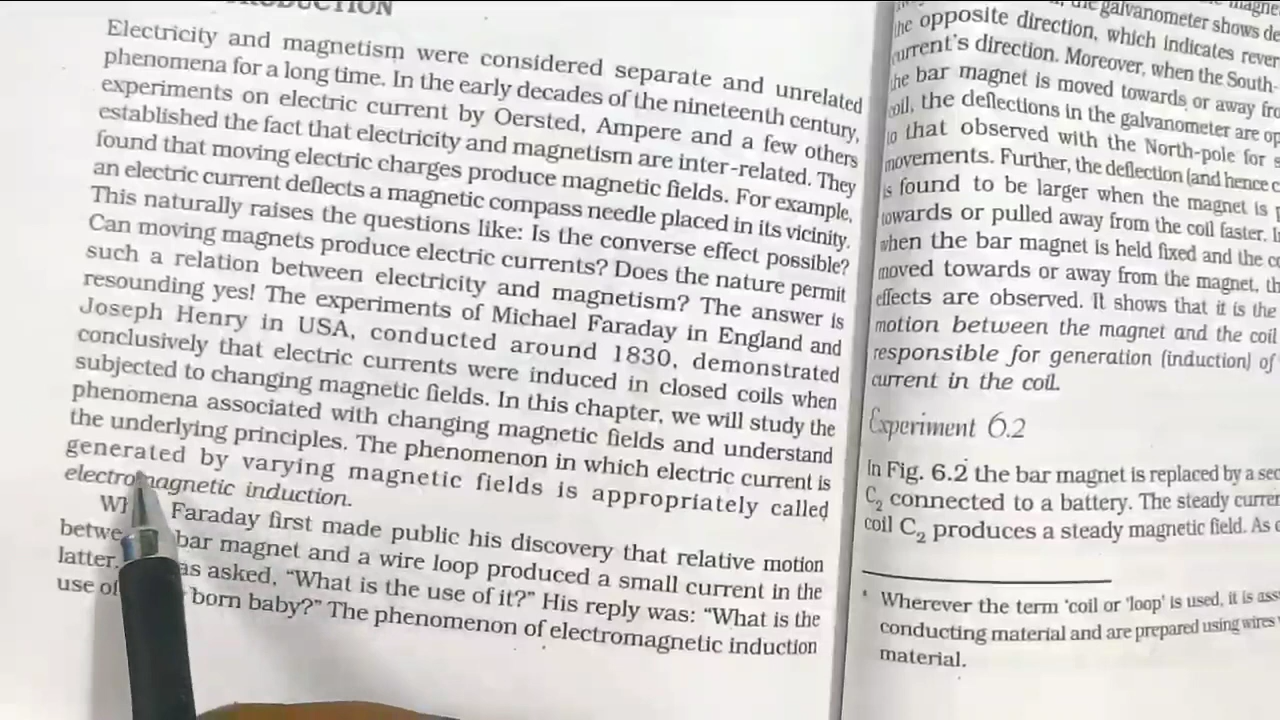 Electricity and magnetism were considered separate and unrelated
phenomena for a long time. In the early decades of the nineteenth century,
experiments on electric current by Oersted, Ampere and a few others
established the fact that electricity and magnetism are inter-related. They
found that moving electric charges produce magnetic fields. For example,
an electric current deflects a magnetic compass needle placed in its vicinity.
This naturally raises the questions like: Is the converse effect possible?
Can moving magnets produce electric currents? Does the nature permit
such a relation between electricity and magnetism? The answer is
resounding yes! The experiments of Michael Faraday in England and
Joseph Henry in USA, conducted around 1830, demonstrated
conclusively that electric currents were induced in closed coils when
subjected to changing magnetic fields. In this chapter, we will study the
phenomena associated with changing magnetic fields and understand
the underlying principles. The phenomenon in which electric current is
generated by varying magnetic fields is appropriately called
electromagnetic induction.
Faraday first made public his discovery that relative motion
bar magnet and a wire loop produced a small current in the
latter. asked, “What is the use of it?” His reply was: “What is the
use of born baby?” The phenomenon of electromagnetic induction
galvanometer shows
the opposite direction, which indicates
current's direction. Moreover, when the South-
the bar magnet is moved towards or away
coil, the deflections in the galvanometer are
to that observed with the North-pole for
movements. Further, the deflection (and hence
is found to be larger when the magnet is
towards or pulled away from the coil faster.
when the bar magnet is held fixed and the
moved towards or away from the magnet,
effects are observed. It shows that it is the
motion between the magnet and the coil
responsible for generation (induction) of
current in the coil.
Experiment 6.2
In Fig. 6.2 the bar magnet is replaced by a
C₂ connected to a battery. The steady
coil C₂ produces a steady magnetic field. As
* Wherever the term 'coil or 'loop' is used, it is
conducting material and are prepared using wires
material.